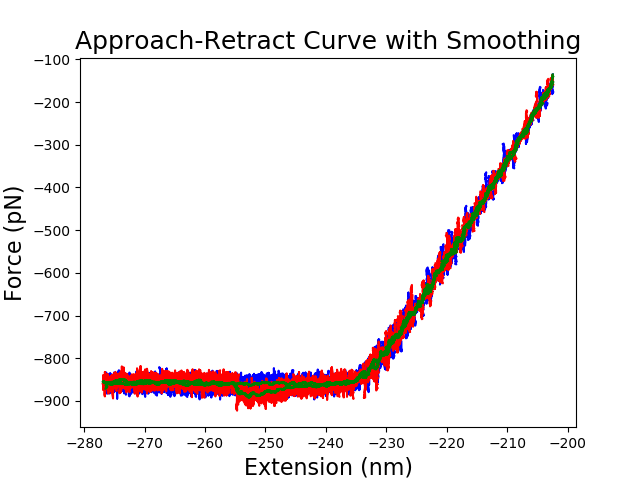 Approach-Retract Curve with Smoothing
−100
−200
−300
−400
−500
−600
−700
−800
−900
Force (pN)
−280 −270 −260 −250 −240 −230 −220 −210 −200
Extension (nm)